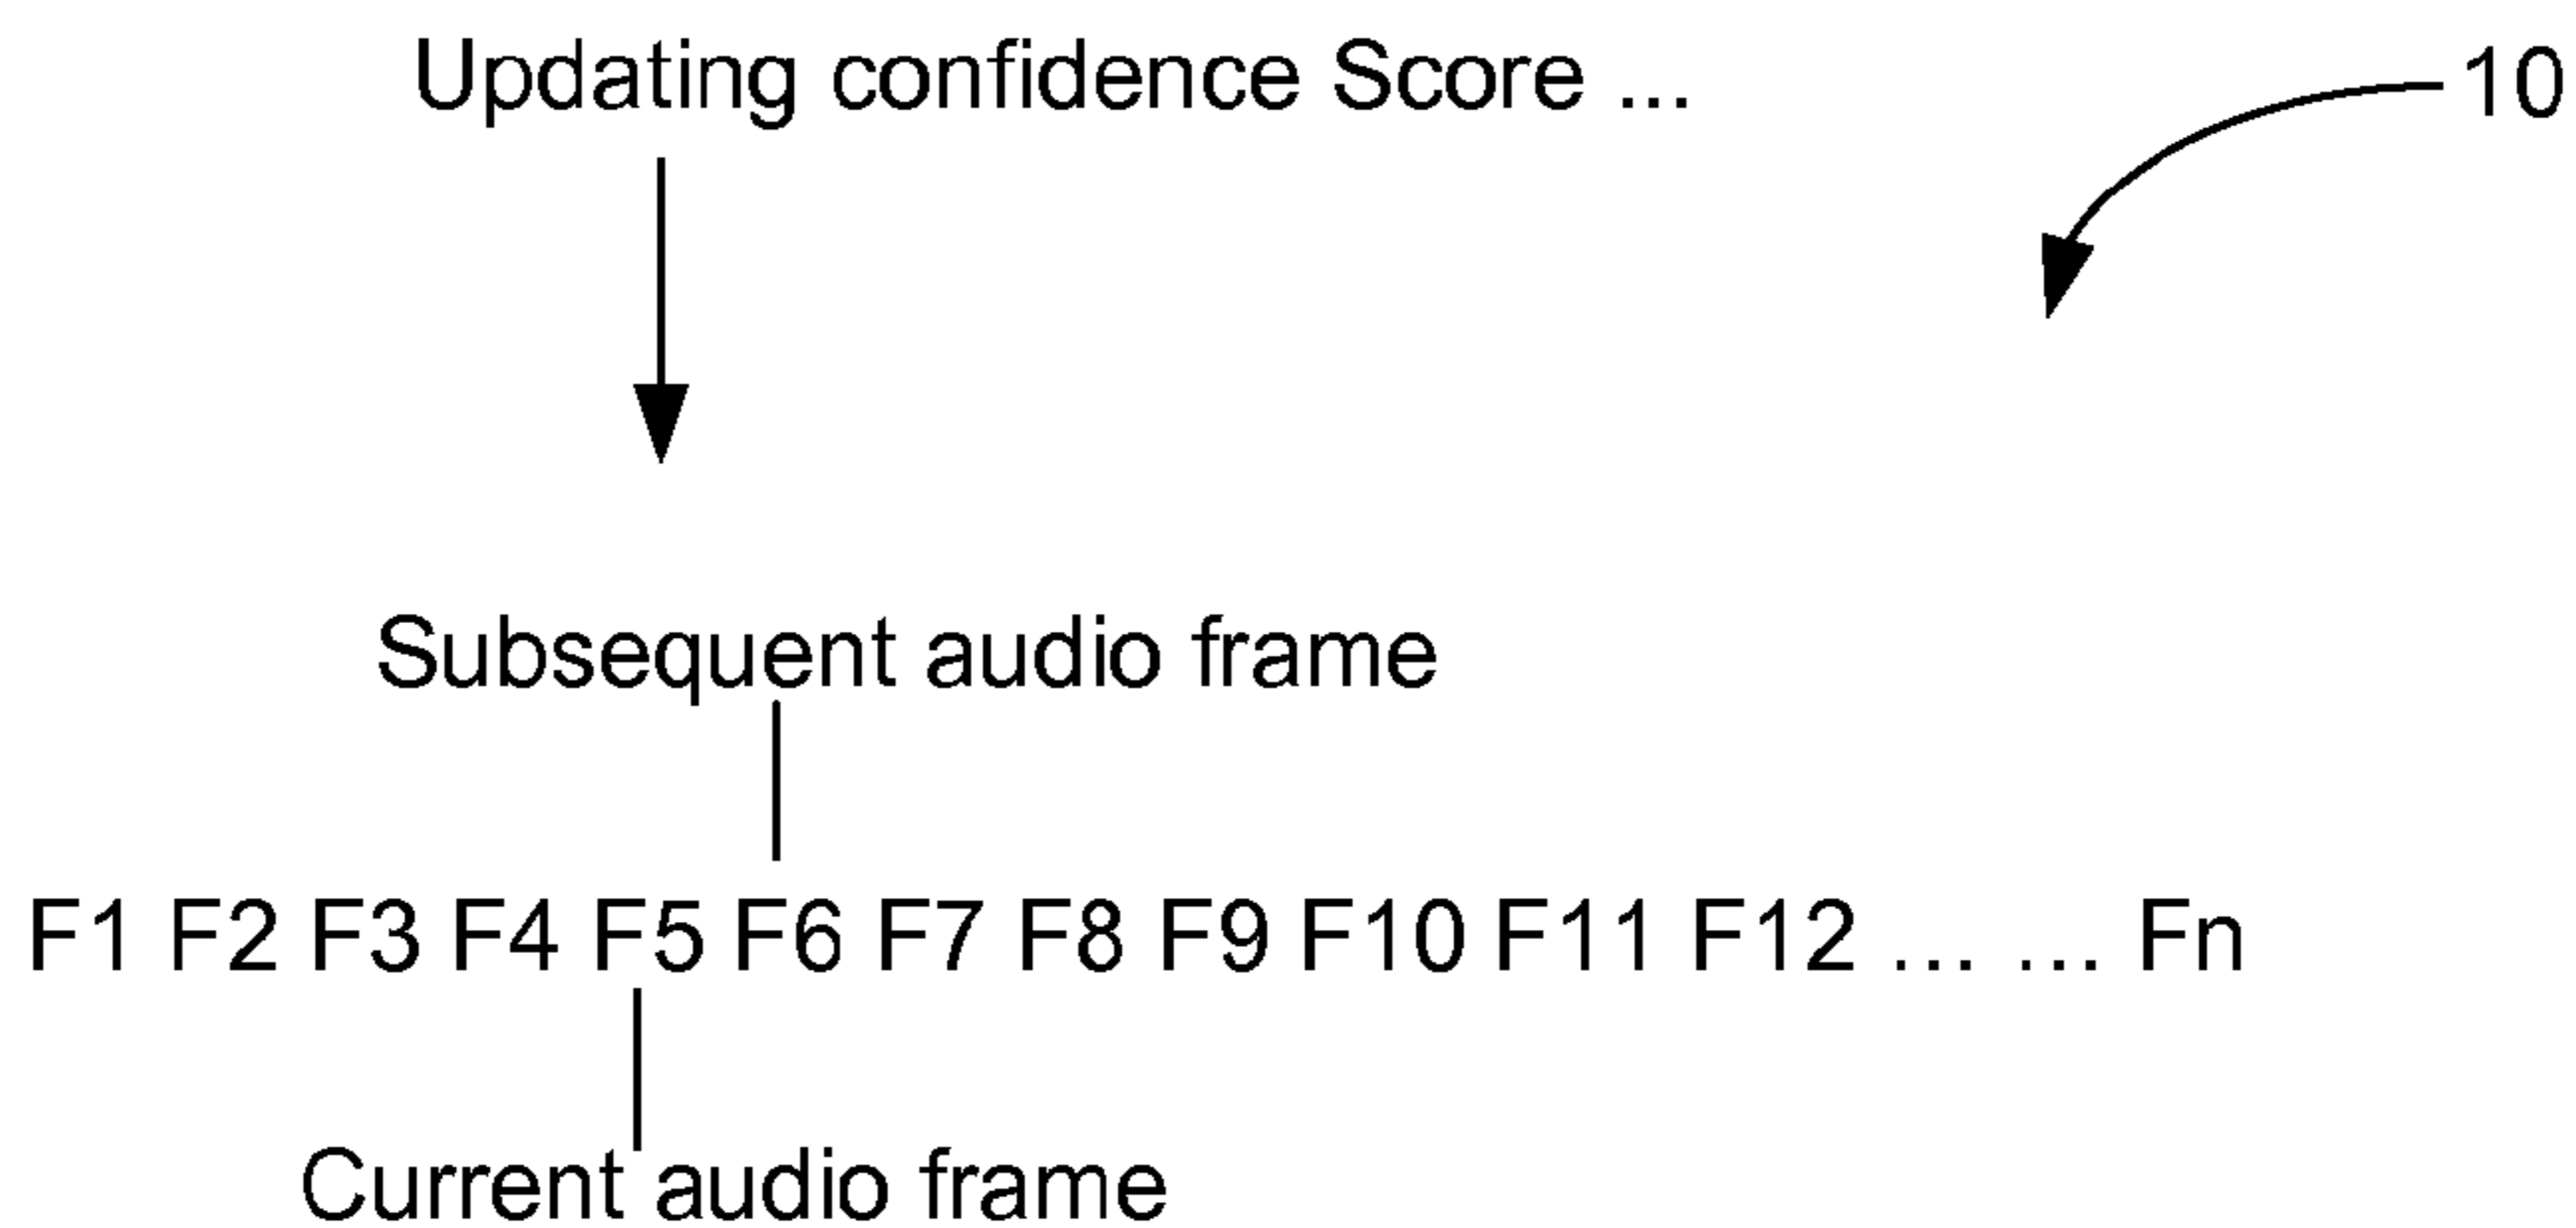 Updating confidence Score ...
10
Subsequent audio frame
F1 F2 F3 F4 F5 F6 F7 F8 F9 F10 F11 F12 ... ... Fn
Current audio frame